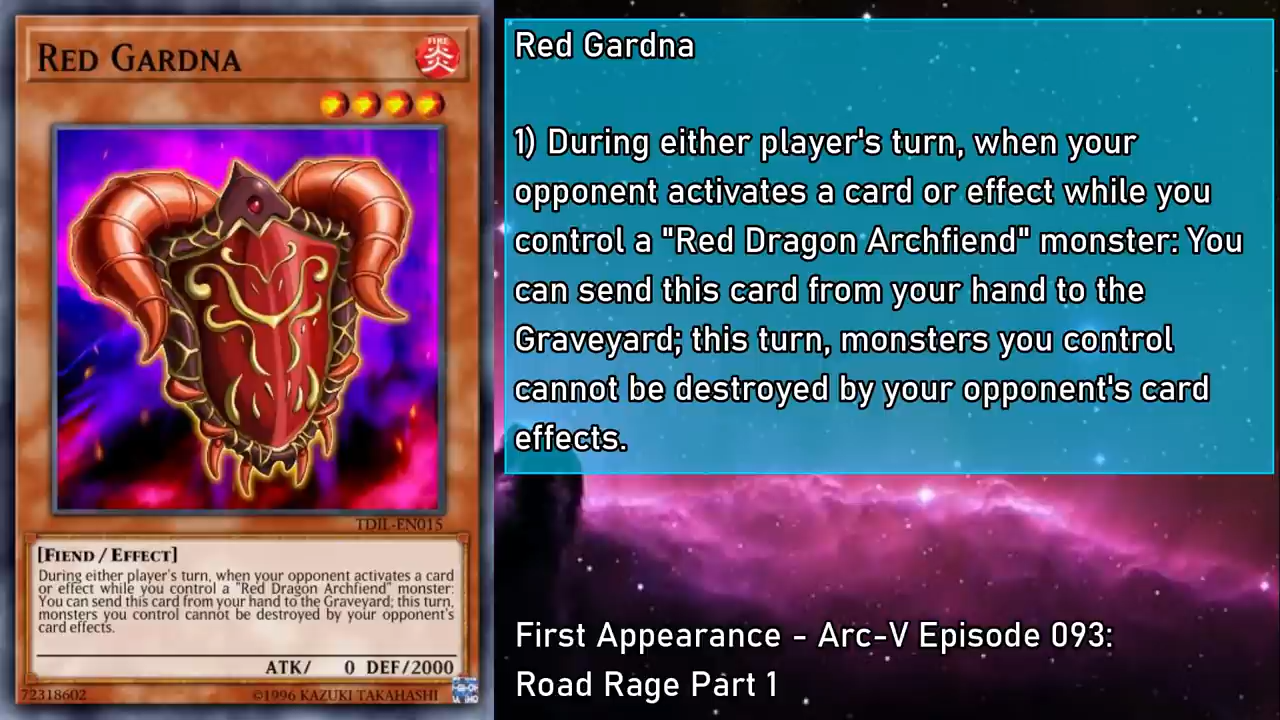 RED GARDNA
FIRE
炎
TDIL-EN015
[FIEND / EFFECT]
During either player's turn, when your opponent activates a card
or effect while you control a "Red Dragon Archfiend" monster:
You can send this card from your hand to the Graveyard; this turn,
monsters you control cannot be destroyed by your opponent's
card effects.
ATK/ 0 DEF/2000
72318602
©1996 KAZUKI TAKAHASHI
Red Gardna
1) During either player's turn, when your
opponent activates a card or effect while you
control a "Red Dragon Archfiend" monster: You
can send this card from your hand to the
Graveyard; this turn, monsters you control
cannot be destroyed by your opponent's card
effects.
First Appearance - Arc-V Episode 093:
Road Rage Part 1